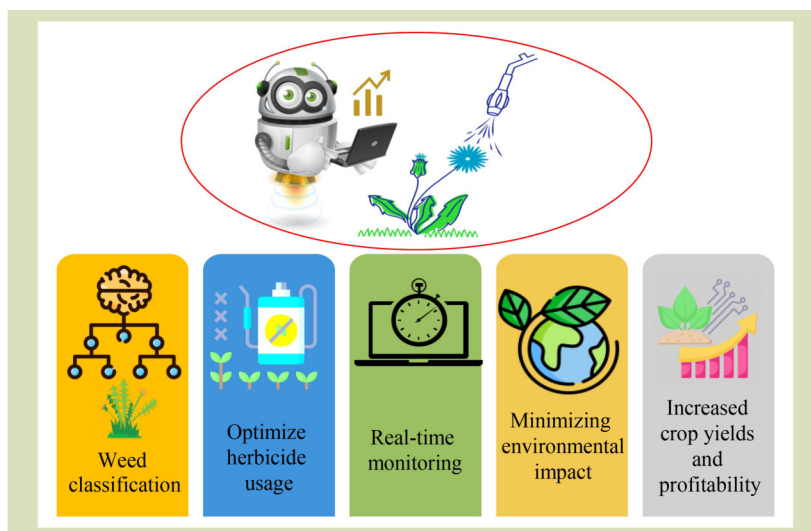 Weed
classification
Optimize
herbicide
usage
Real-time
monitoring
Minimizing
environmental
impact
Increased
crop yields
and
profitability